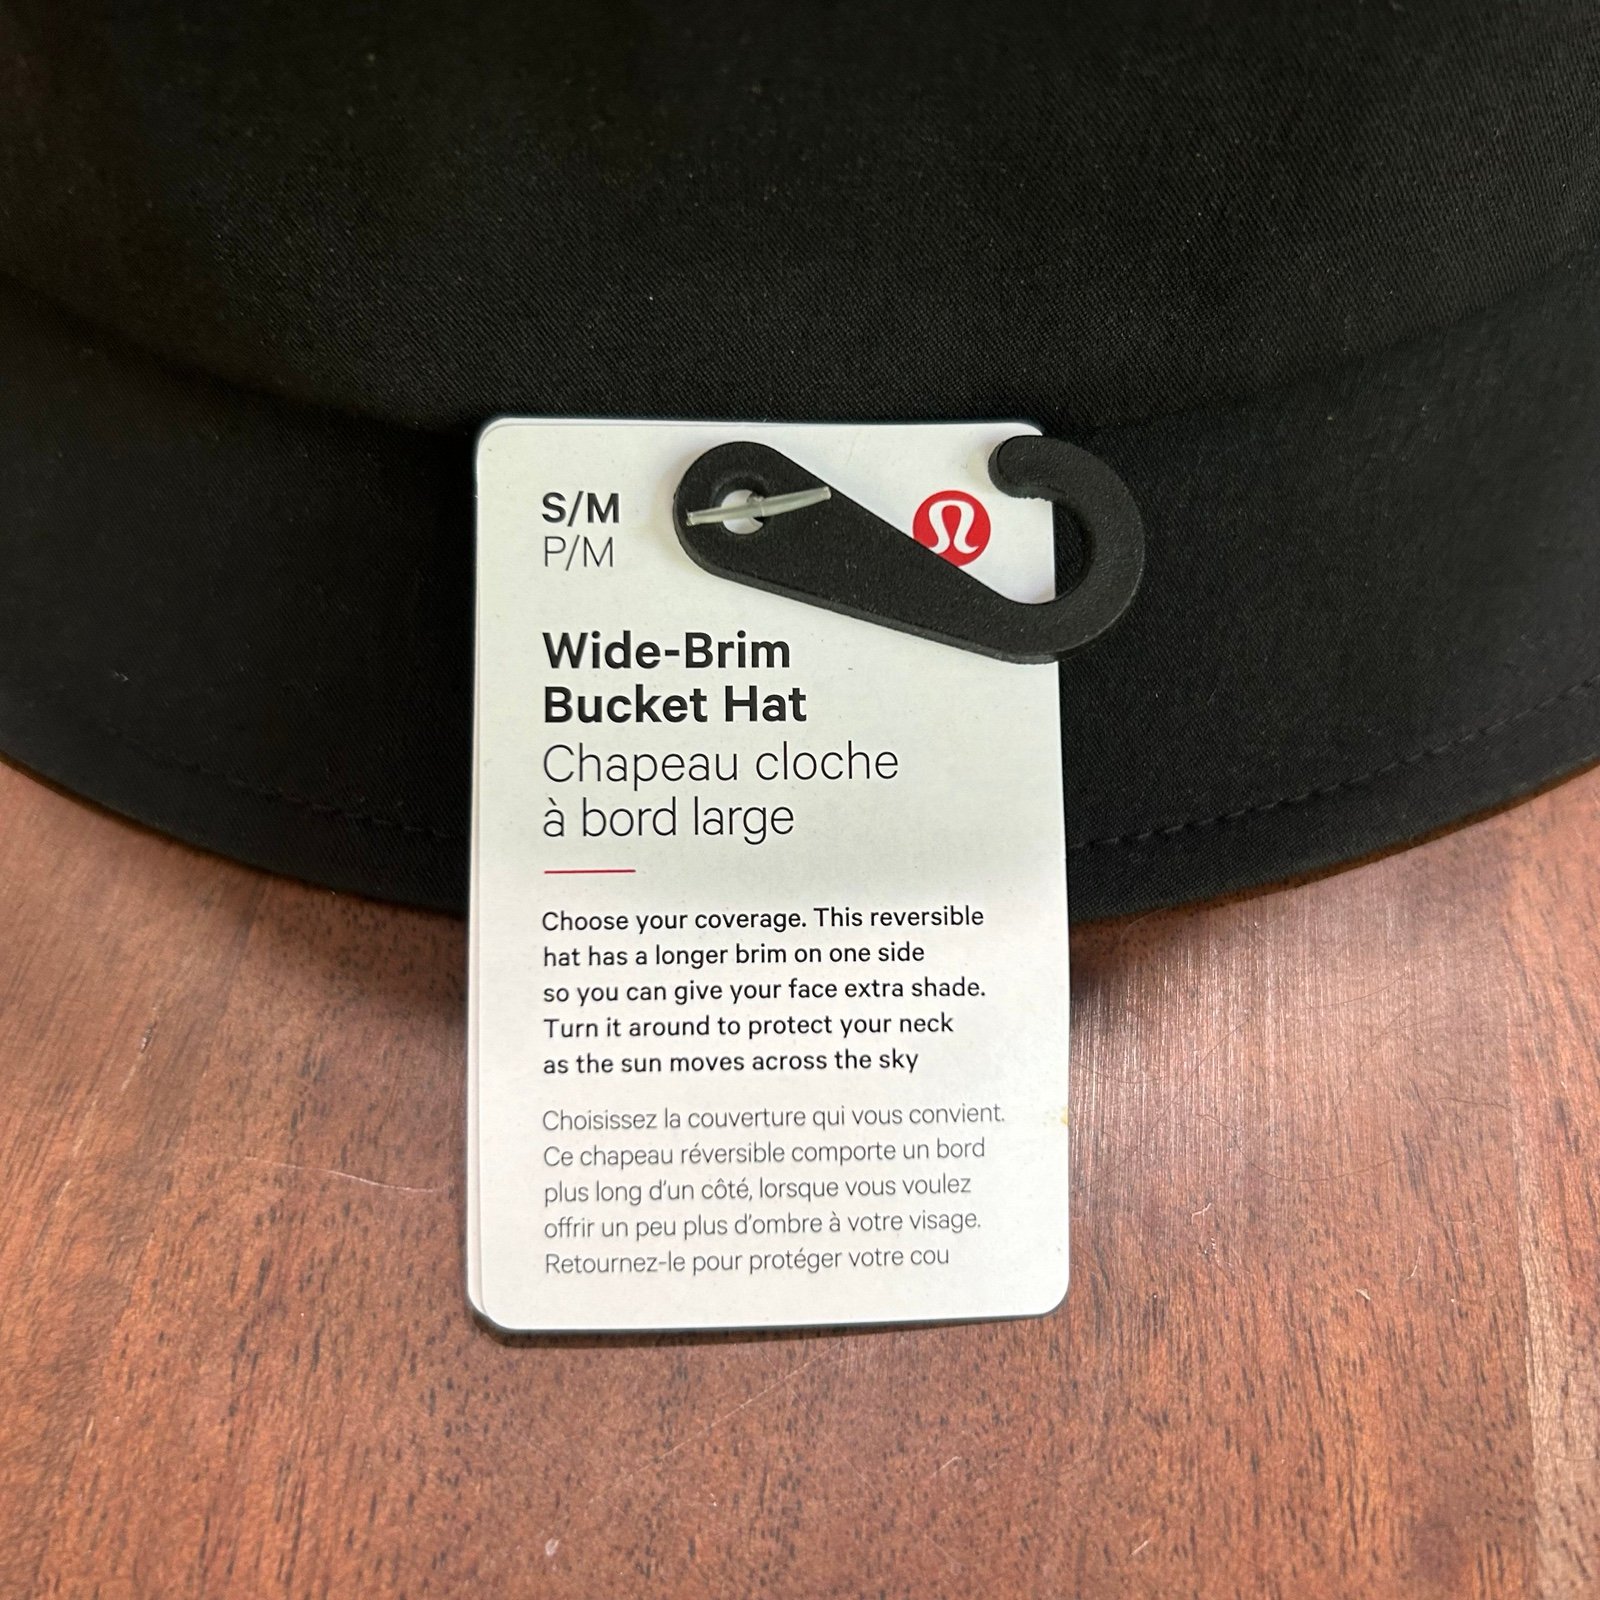 S/M
P/M
Wide-Brim
Bucket Hat
Chapeau cloche
à bord large
Choose your coverage. This reversible
hat has a longer brim on one side
so you can give your face extra shade.
Turn it around to protect your neck
as the sun moves across the sky
Choisissez la couverture qui vous convient.
Ce chapeau réversible comporte un bord
plus long d'un côté, lorsque vous voulez
offrir un peu plus d'ombre à votre visage.
Retournez-le pour protéger votre cou